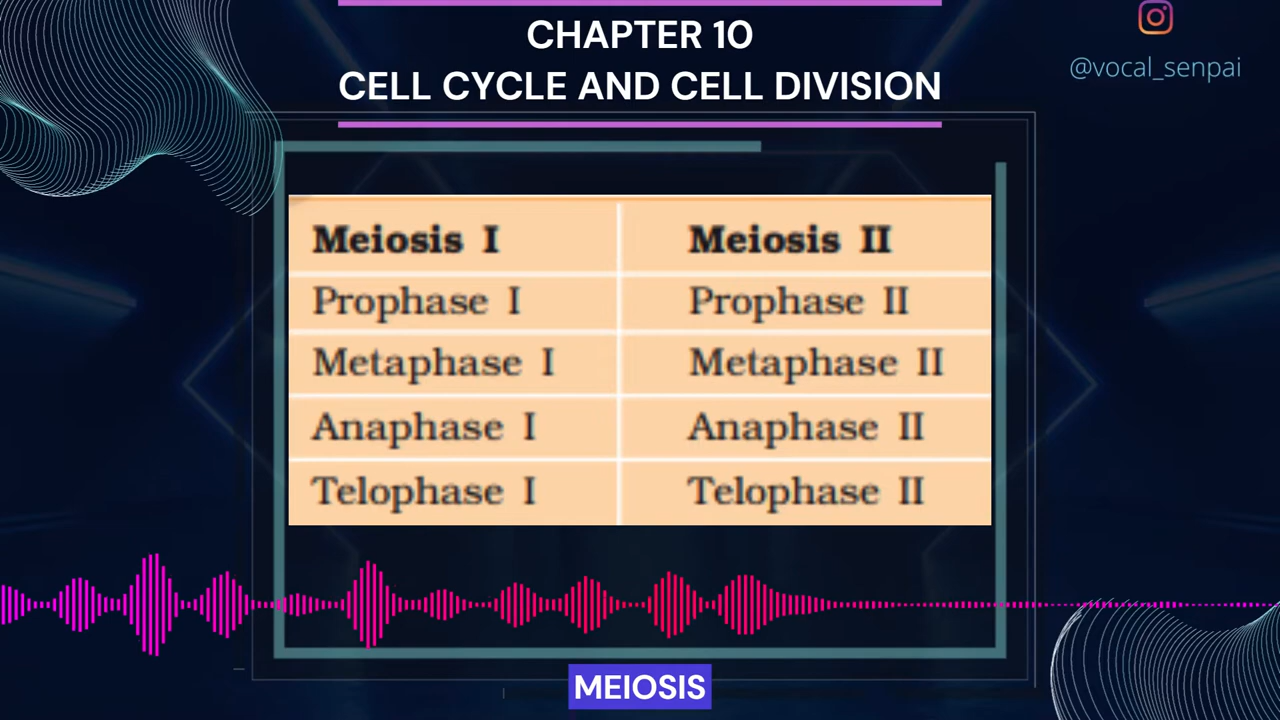 CHAPTER 10
CELL CYCLE AND CELL DIVISION
@vocal_senpai
Meiosis I Meiosis II
Prophase I Prophase II
Metaphase I Metaphase II
Anaphase I Anaphase II
Telophase I Telophase II
MEIOSIS